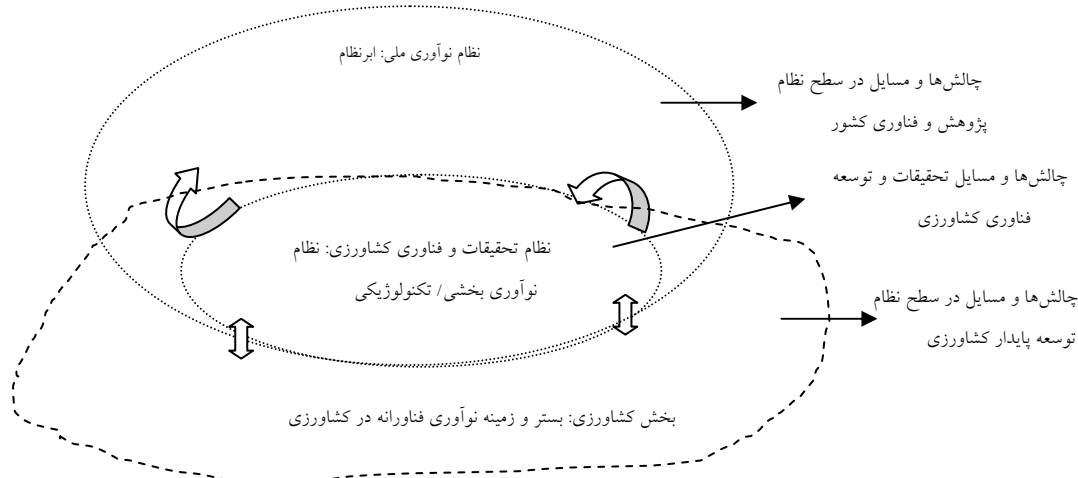 نظام نوآوری ملی: ابرنظام
چالش‌ها و مسایل در سطح نظام
پژوهش و فناوری کشور
چالش‌ها و مسایل تحقیقات و توسعه
فناوری کشاورزی
نظام تحقیقات و فناوری کشاورزی: نظام
نوآوری بخشی/ تکنولوژیکی
چالش‌ها و مسایل در سطح نظام
توسعه پایدار کشاورزی
بخش کشاورزی: بستر و زمینه نوآوری فناورانه در کشاورزی